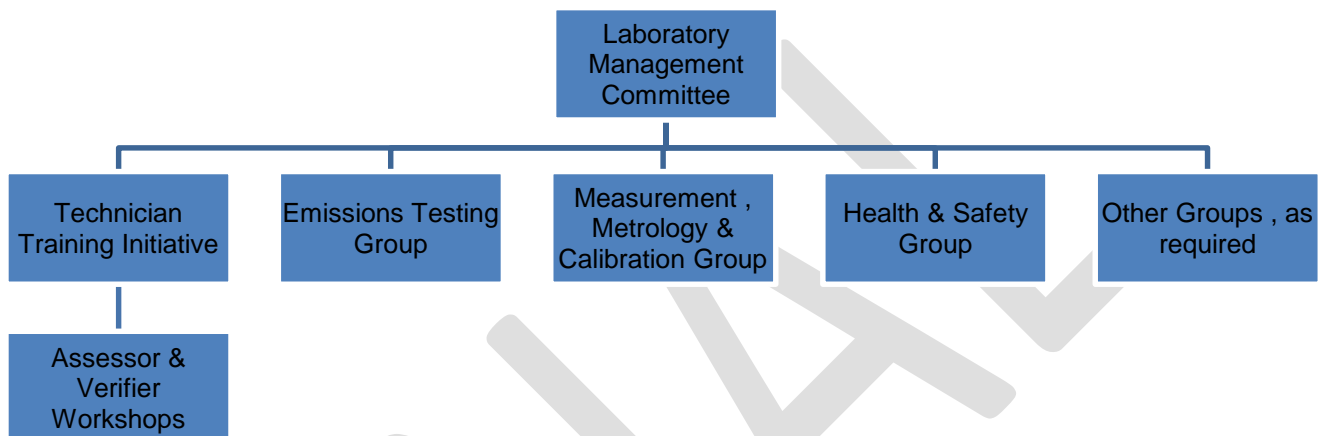 Laboratory
Management
Committee
Technician
Training Initiative
Emissions Testing
Group
Measurement ,
Metrology &
Calibration Group
Health & Safety
Group
Other Groups , as
required
Assessor &
Verifier
Workshops